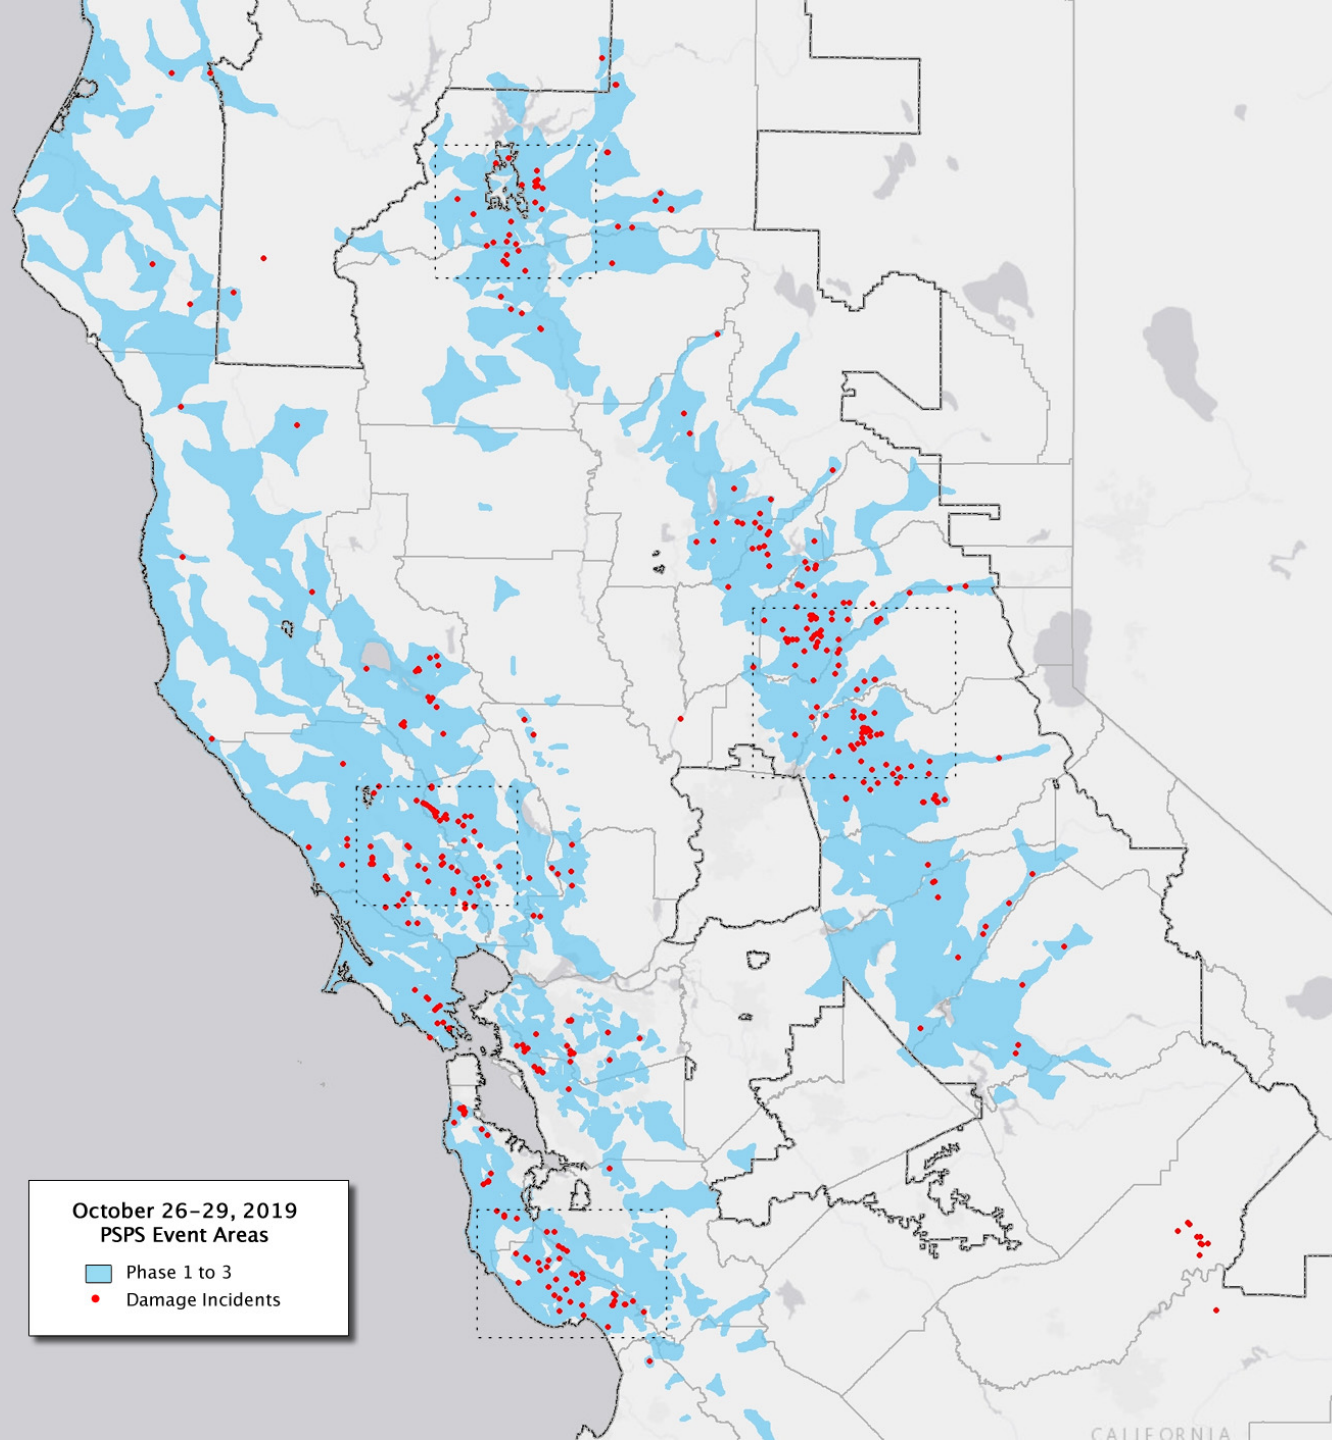 October 26–29, 2019
PSPS Event Areas
Phase 1 to 3
Damage Incidents
CALIFORNIA